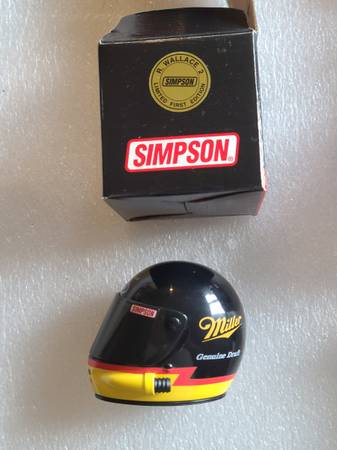 R. WALLACE 2
SIMPSON
LIMITED FIRST EDITION
SIMPSON®
SIMPSON
Miller
Genuine Draft